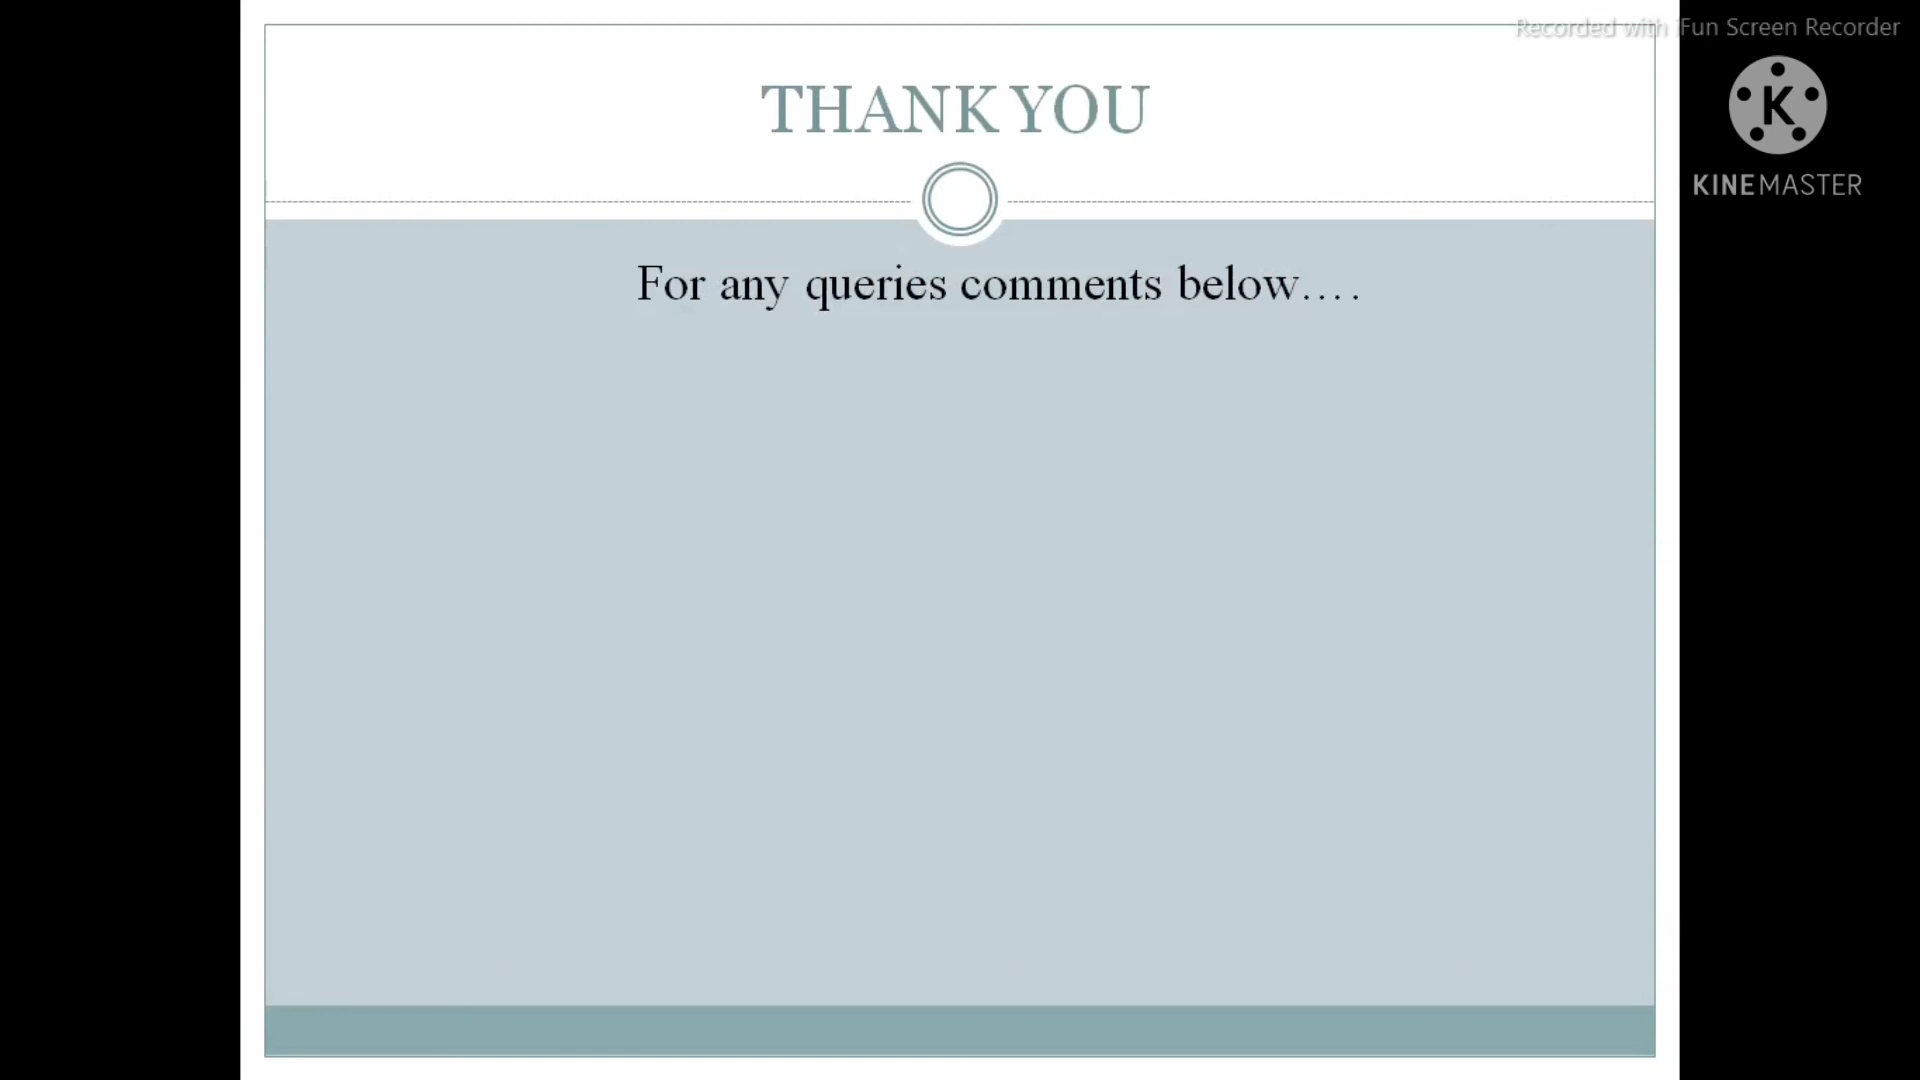 Recorded with iFun Screen Recorder
THANK YOU
K
KINEMASTER
For any queries comments below....